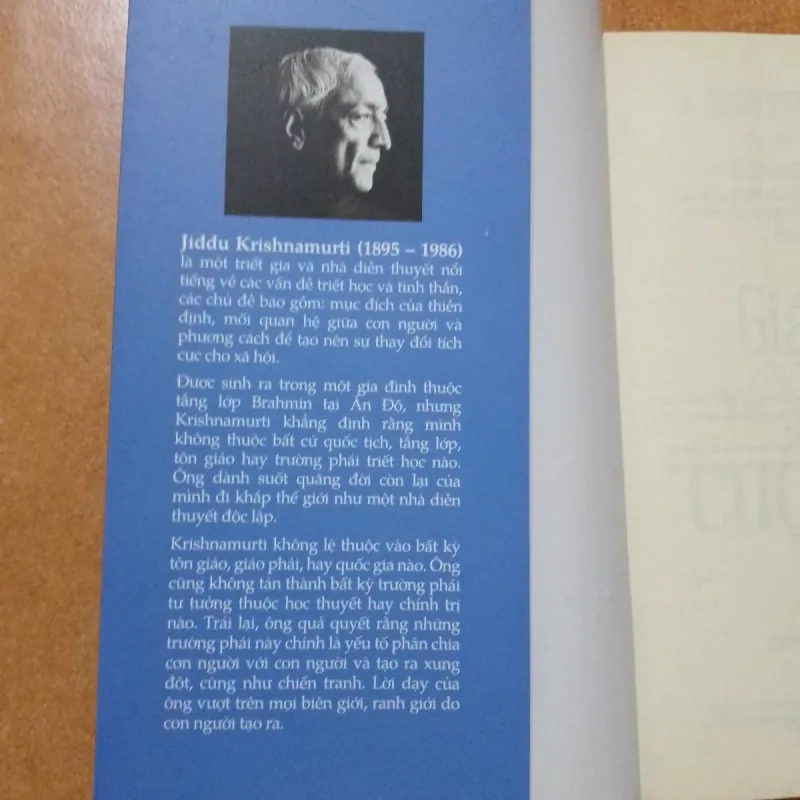 Jiddu Krishnamurti (1895 – 1986)
là một triết gia và nhà diễn thuyết nổi
tiếng về các vấn đề triết học và tinh thần,
các chủ đề bao gồm: mục đích của thiền
định, mối quan hệ giữa con người và
phương cách để tạo nên sự thay đổi tích
cực cho xã hội.
Được sinh ra trong một gia đình thuộc
tầng lớp Brahmin tại Ấn Độ, nhưng
Krishnamurti khẳng định rằng mình
không thuộc bất cứ quốc tịch, tầng lớp,
tôn giáo hay trường phái triết học nào.
Ông dành suốt quãng đời còn lại của
mình đi khắp thế giới như một nhà diễn
thuyết độc lập.
Krishnamurti không lệ thuộc vào bất kỳ
tôn giáo, giáo phái, hay quốc gia nào. Ông
cũng không tán thành bất kỳ trường phái
tư tưởng thuộc học thuyết hay chính trị
nào. Trái lại, ông quả quyết rằng những
trường phái này chính là yếu tố phân chia
con người với con người và tạo ra xung
đột, cũng như chiến tranh. Lời dạy của
ông vượt trên mọi biên giới, ranh giới do
con người tạo ra.